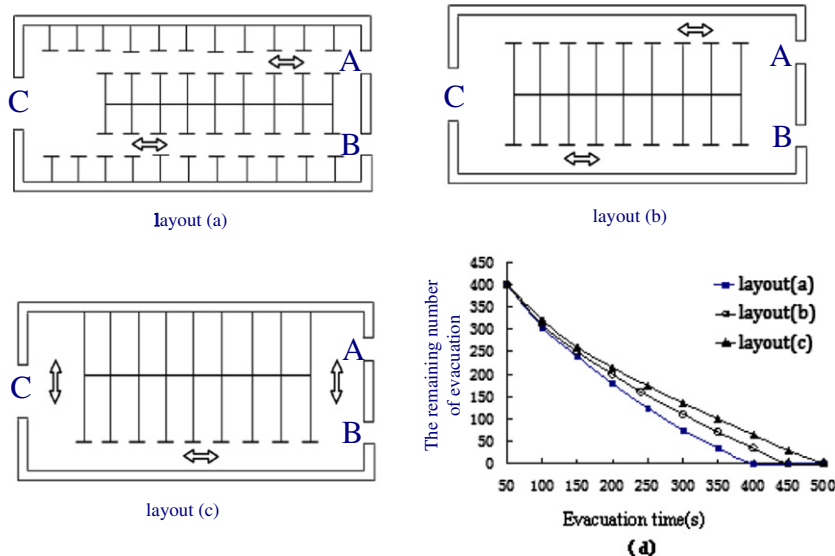 A
C
B
layout (a)
A
C
B
layout (b)
A
C
B
layout (c)
The remaining number
of evacuation
450
400
350
300
250
200
150
100
50
0
layout(a)
layout(b)
layout(c)
50 100 150 200 250 300 350 400 450 500
Evacuation time(s)
(d)